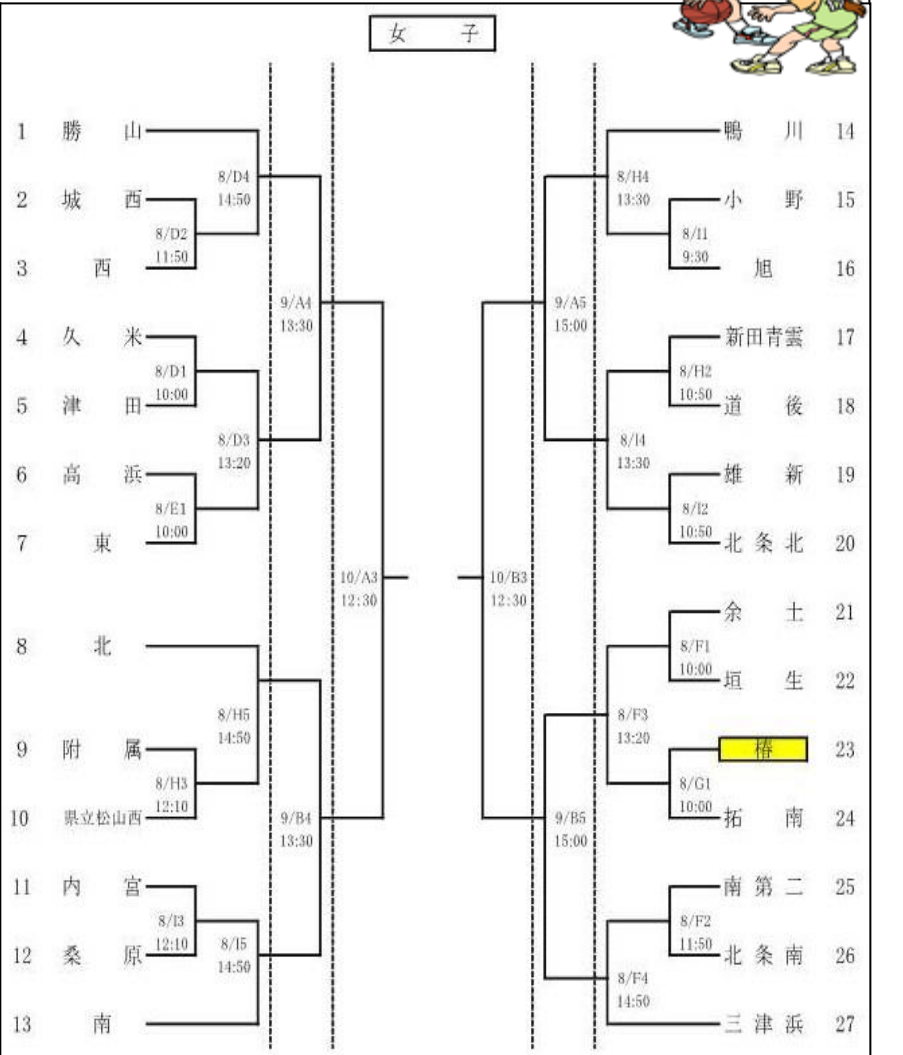 女 子
1 勝 山
2 城 西
3 西
4 久 米
5 津 田
6 高 浜
7 東
8 北
9 附 属
10 県立松山西
11 内 宮
12 桑 原
13 南
8/D4
14:50
8/D2
11:50
8/D1
10:00
8/D3
13:20
8/E1
10:00
8/H5
14:50
8/H3
12:10
8/I3
12:10
8/I5
14:50
9/A4
13:30
9/B4
13:30
10/A3
12:30
10/B3
12:30
9/A5
15:00
9/B5
15:00
8/H4
13:30
8/I1
9:30
8/H2
10:50
8/I4
13:30
8/I2
10:50
8/F1
10:00
8/F3
13:20
8/G1
10:00
8/F2
11:50
8/F4
14:50
鴨 川 14
小 野 15
旭 16
新田青雲 17
道 後 18
雄 新 19
北 条 北 20
余 土 21
垣 生 22
椿 23
拓 南 24
南 第 二 25
北 条 南 26
三 津 浜 27